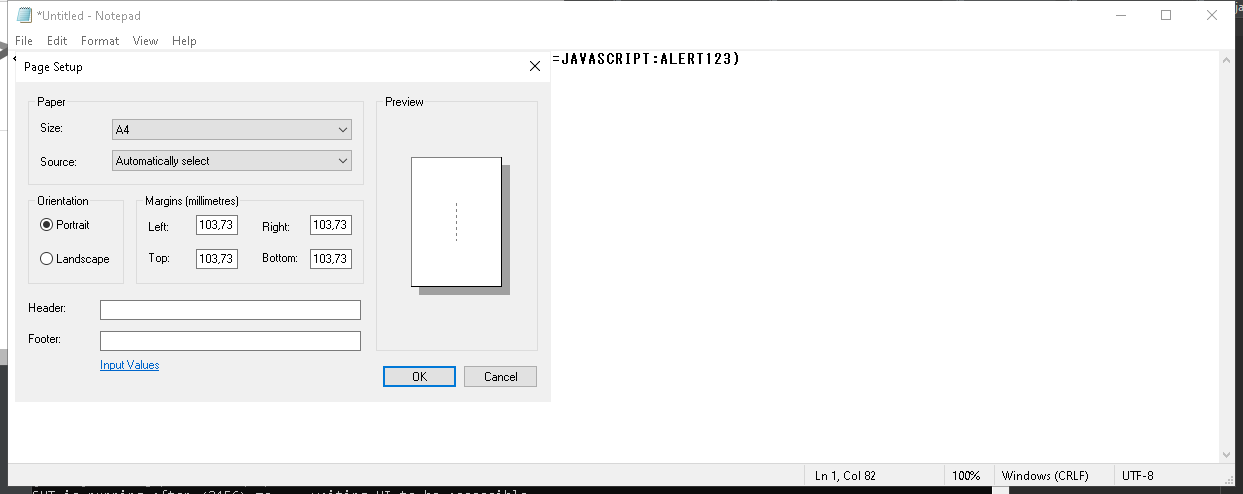 *Untitled - Notepad
File Edit Format View Help
=JAVASCRIPT:ALERT123)
Page Setup
Paper
Size: A4
Source: Automatically select
Preview
Orientation
Portrait
Landscape
Margins (millimetres)
Left: 103,73 Right: 103,73
Top: 103,73 Bottom: 103,73
Header:
Footer:
Input Values
OK Cancel
Ln 1, Col 82 100% Windows (CRLF) UTF-8